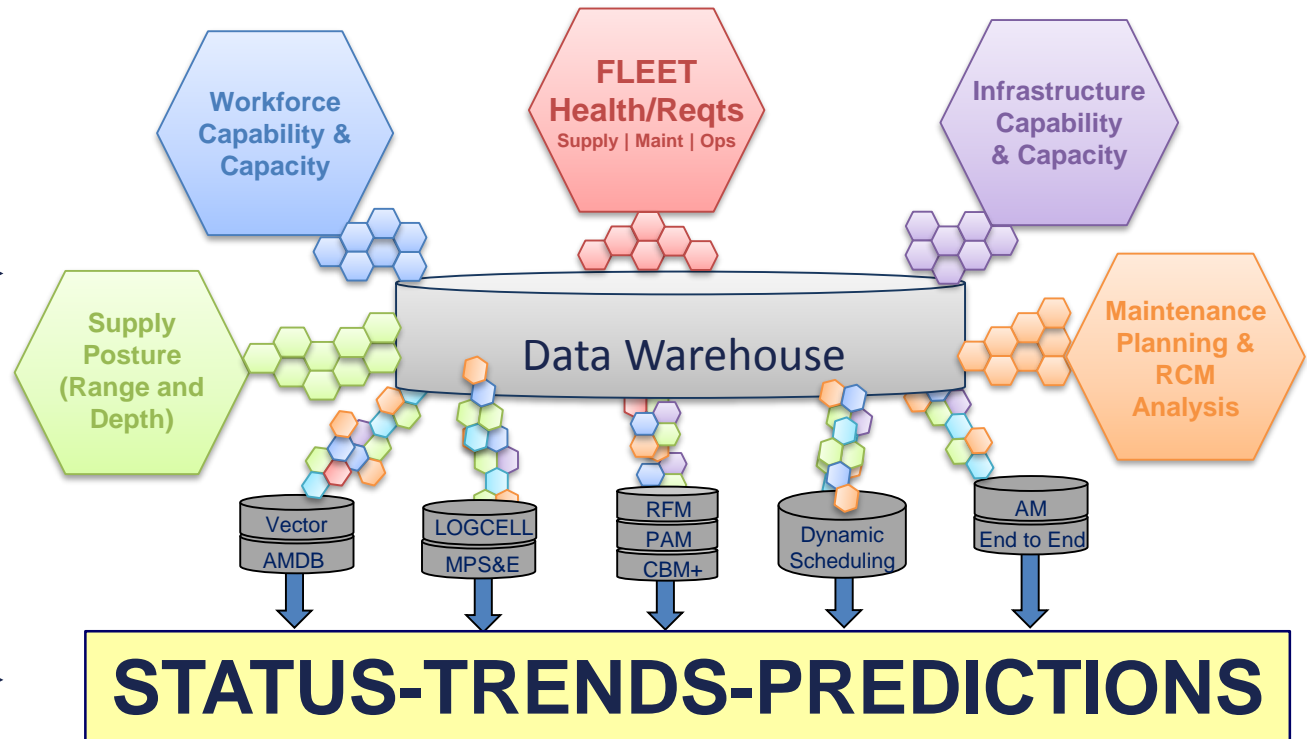 Workforce
Capability &
Capacity
FLEET
Health/Reqts
Supply | Maint | Ops
Infrastructure
Capability
& Capacity
Supply
Posture
(Range and
Depth)
Data Warehouse
Maintenance
Planning &
RCM
Analysis
Vector
AMDB
LOGCELL
MPS&E
RFM
PAM
CBM+
Dynamic
Scheduling
AM
End to End
STATUS-TRENDS-PREDICTIONS